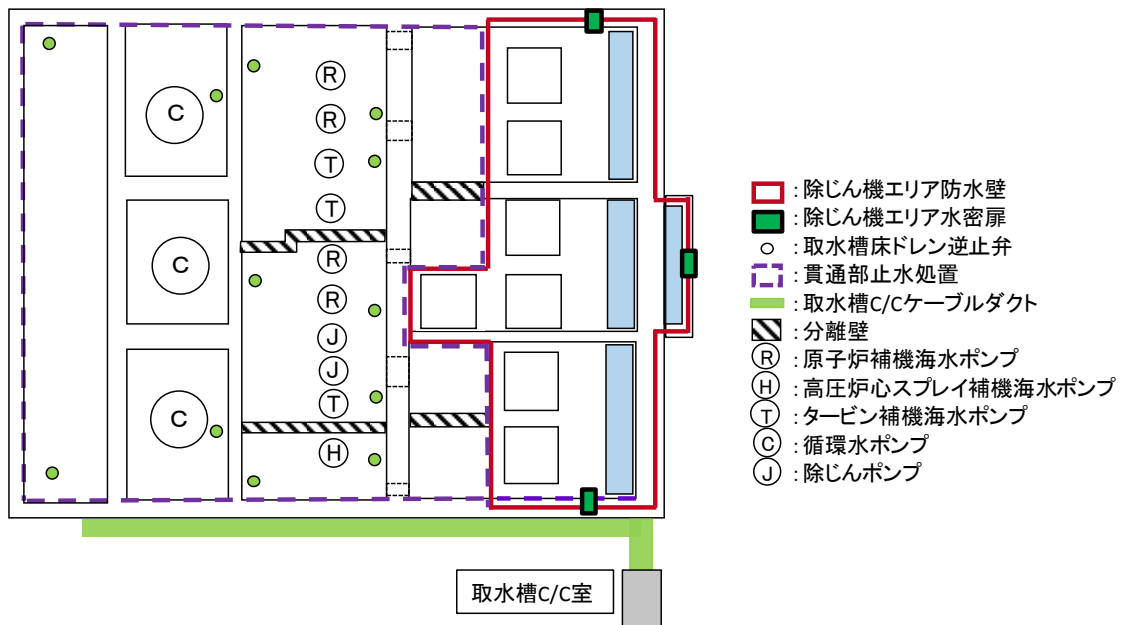 C
C
C
R
R
T
T
R
R
J
J
T
H
:除じん機エリア防水壁
:除じん機エリア水密扉
:取水槽床ドレン逆止弁
:貫通部止水処置
:取水槽C/Cケーブルダクト
:分離壁
R:原子炉補機海水ポンプ
H:高圧炉心スプレイ補機海水ポンプ
T:タービン補機海水ポンプ
C:循環水ポンプ
J:除じんポンプ
取水槽C/C室